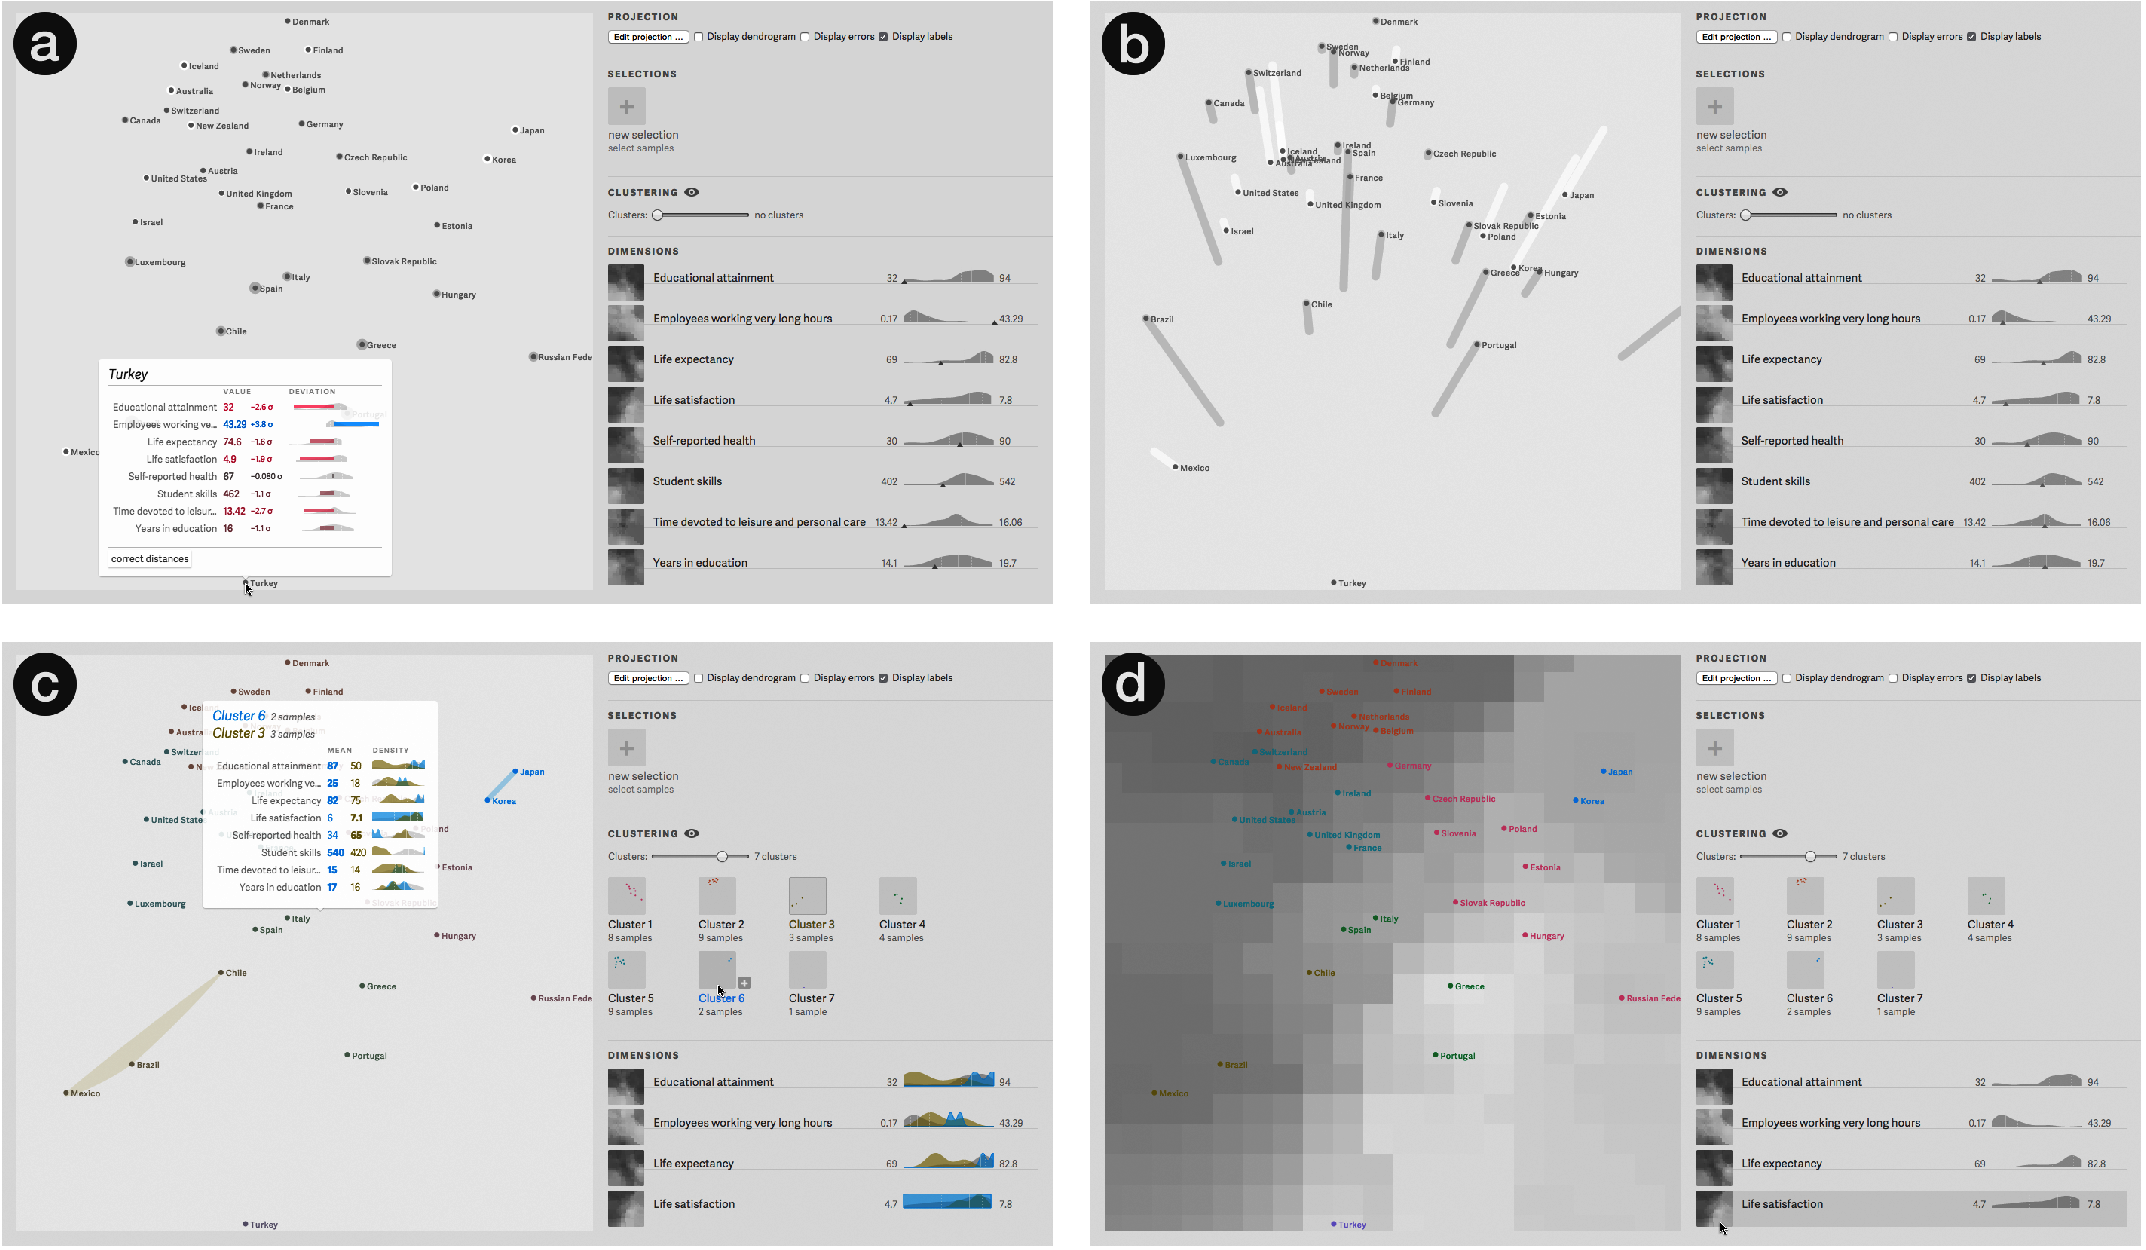 a
Denmark
Sweden
Finland
Iceland
Netherlands
Norway
Belgium
Australia
Switzerland
Canada
New Zealand
Germany
Japan
Ireland
Czech Republic
Korea
Austria
United States
United Kingdom
Slovenia
Poland
France
Israel
Estonia
Luxembourg
Slovak Republic
Italy
Spain
Hungary
Chile
Greece
Russian Fede
Mexico
Turkey
VALUE DEVIATION
Educational attainment 32 -2.6 σ
Portugal
Employees working ve... 43.29 +3.8 σ
Life expectancy 74.6 -1.6 σ
Life satisfaction 4.9 -1.9 σ
Self-reported health 67 -0.080 σ
Student skills 462 -1.1 σ
Time devoted to leisur... 13.42 -2.7 σ
Years in education 16 -1.1 σ
correct distances
Turkey
PROJECTION
Edit projection ... Display dendrogram Display errors Display labels
SELECTIONS
+
new selection
select samples
CLUSTERING
Clusters: no clusters
DIMENSIONS
Educational attainment 32 94
Employees working very long hours 0.17 43.29
Life expectancy 69 82.8
Life satisfaction 4.7 7.8
Self-reported health 30 90
Student skills 402 542
Time devoted to leisure and personal care 13.42 16.06
Years in education 14.1 19.7
b
Denmark
Sweden
Norway
Finland
Netherlands
Switzerland
Belgium
Germany
Canada
Ireland
Iceland
Spain
Czech Republic
Luxembourg
Australia
France
United States
Japan
United Kingdom
Slovenia
Estonia
Slovak Republic
Israel
Italy
Poland
Korea
Greece
Hungary
Chile
Brazil
Portugal
Mexico
Turkey
PROJECTION
Edit projection ... Display dendrogram Display errors Display labels
SELECTIONS
+
new selection
select samples
CLUSTERING
Clusters: no clusters
DIMENSIONS
Educational attainment 32 94
Employees working very long hours 0.17 43.29
Life expectancy 69 82.8
Life satisfaction 4.7 7.8
Self-reported health 30 90
Student skills 402 542
Time devoted to leisure and personal care 13.42 16.06
Years in education 14.1 19.7
c
Denmark
Sweden
Finland
Icel
Austra
Switzer
Canada
N
United State
Israel
Luxembourg
Cluster 6 2 samples
Cluster 3 3 samples
MEAN DENSITY
Educational attainment 87 50
Employees working ve... 25 18
Life expectancy 82 75
Life satisfaction 6 7.1
Self-reported health 34 65
Student skills 540 420
Time devoted to leisur... 15 14
Years in education 17 16
Slovak Republic
Japan
Korea
Poland
Estonia
Italy
Spain
Hungary
Chile
Greece
Russian Fede
Portugal
Brazil
Mexico
Turkey
PROJECTION
Edit projection ... Display dendrogram Display errors Display labels
SELECTIONS
+
new selection
select samples
CLUSTERING
Clusters: 7 clusters
Cluster 1 Cluster 2 Cluster 3 Cluster 4
8 samples 9 samples 3 samples 4 samples
+
Cluster 5 Cluster 6 Cluster 7
9 samples 2 samples 1 sample
DIMENSIONS
Educational attainment 32 94
Employees working very long hours 0.17 43.29
Life expectancy 69 82.8
Life satisfaction 4.7 7.8
d
Denmark
Sweden
Finland
Iceland
Netherlands
Norway
Belgium
Australia
Switzerland
Canada
New Zealand
Germany
Japan
Ireland
Czech Republic
Korea
Austria
United States
United Kingdom
Slovenia
Poland
France
Israel
Estonia
Luxembourg
Slovak Republic
Italy
Spain
Hungary
Chile
Greece
Russian Fede
Portugal
Brazil
Mexico
Turkey
PROJECTION
Edit projection ... Display dendrogram Display errors Display labels
SELECTIONS
+
new selection
select samples
CLUSTERING
Clusters: 7 clusters
Cluster 1 Cluster 2 Cluster 3 Cluster 4
8 samples 9 samples 3 samples 4 samples
Cluster 5 Cluster 6 Cluster 7
9 samples 2 samples 1 sample
DIMENSIONS
Educational attainment 32 94
Employees working very long hours 0.17 43.29
Life expectancy 69 82.8
Life satisfaction 4.7 7.8